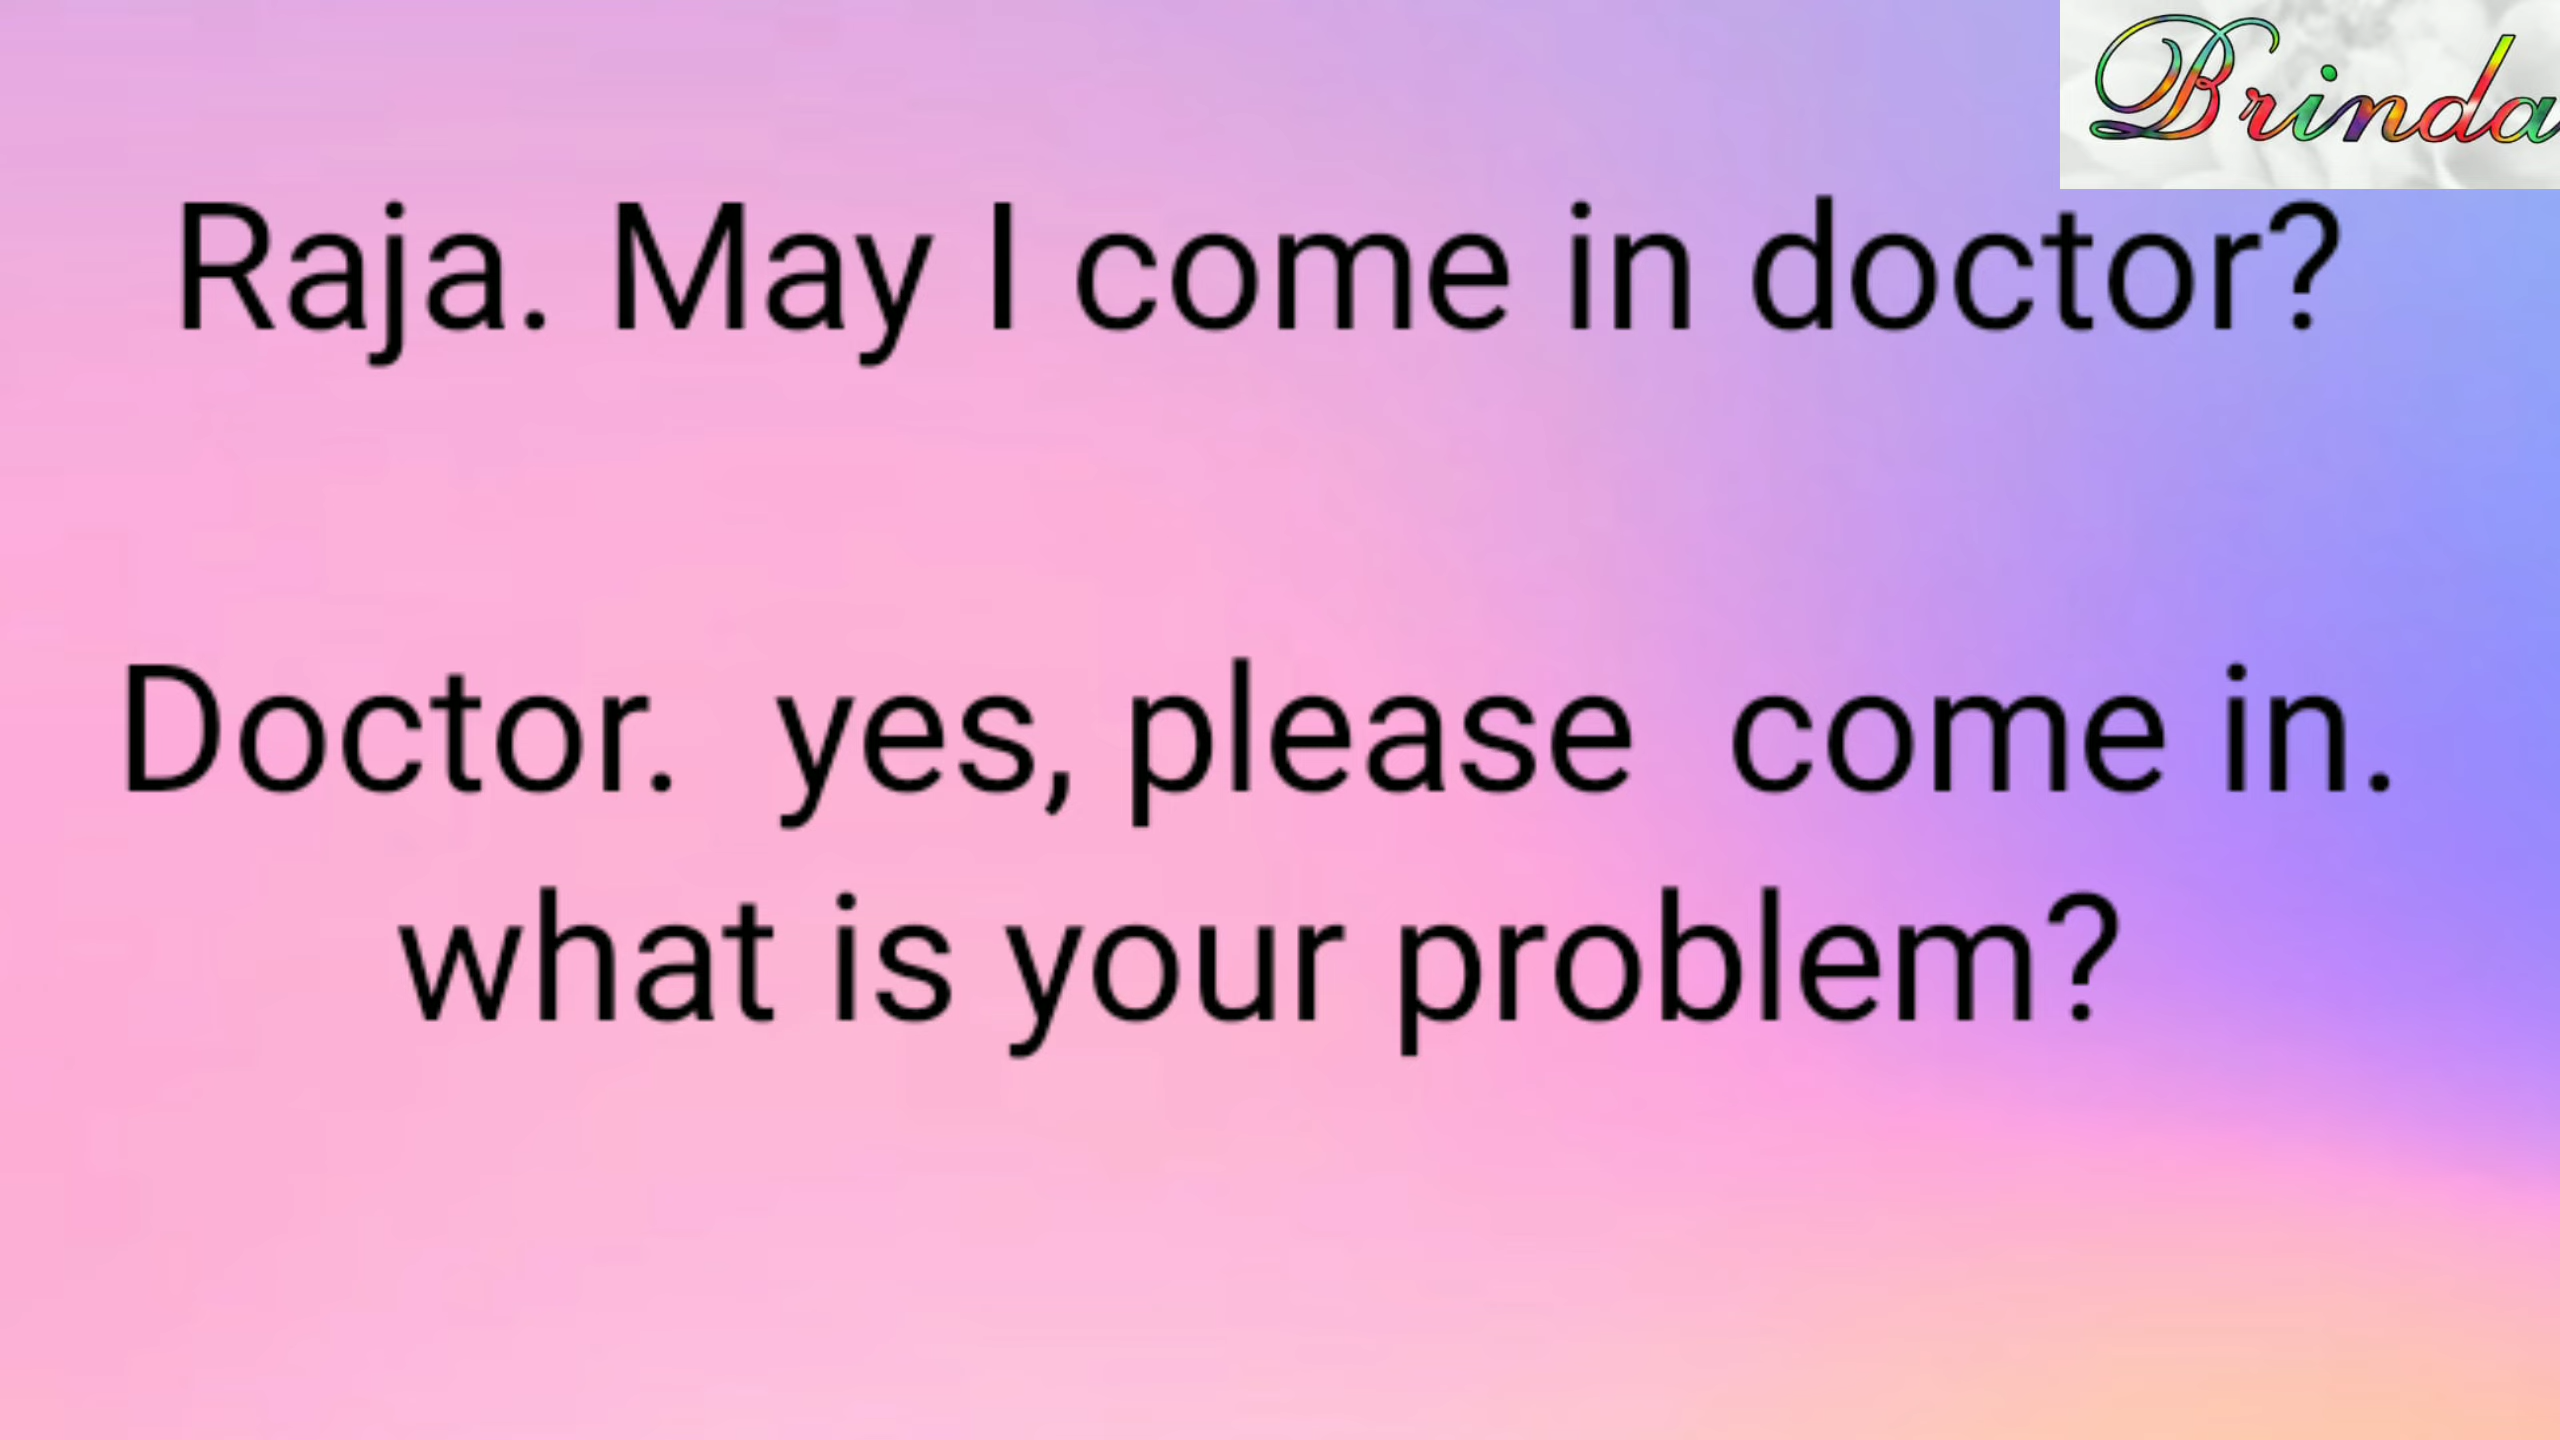 Brinda
Raja. May I come in doctor?
Doctor.  yes, please  come in.
what is your problem?